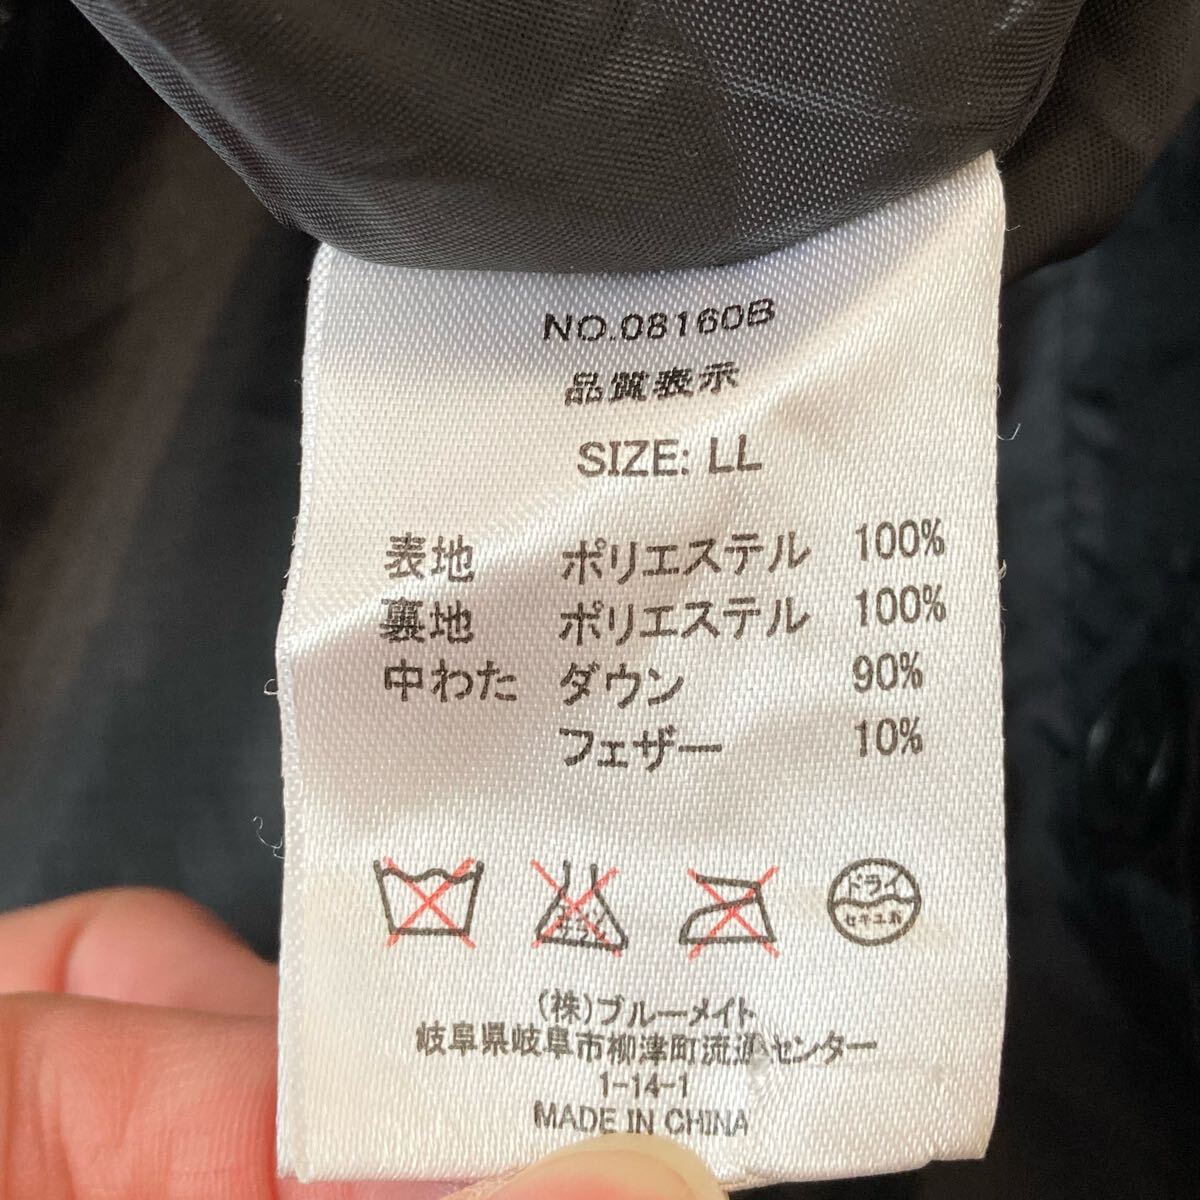 NO.08160B
品質表示
SIZE: LL
表地 ポリエステル 100%
裏地 ポリエステル 100%
中わた ダウン 90%
フェザー 10%
ドライ
セキユ系
(株)ブルーメイト
岐阜県岐阜市柳津町流通センター
1-14-1
MADE IN CHINA